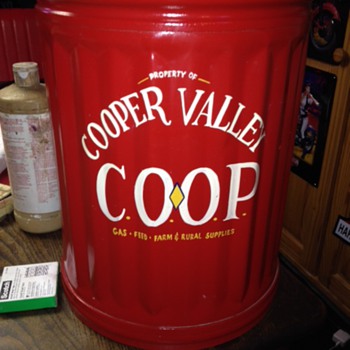 PROPERTY OF
COOPER VALLEY
C.O.O.P.
GAS • FEED • FARM & RURAL SUPPLIES